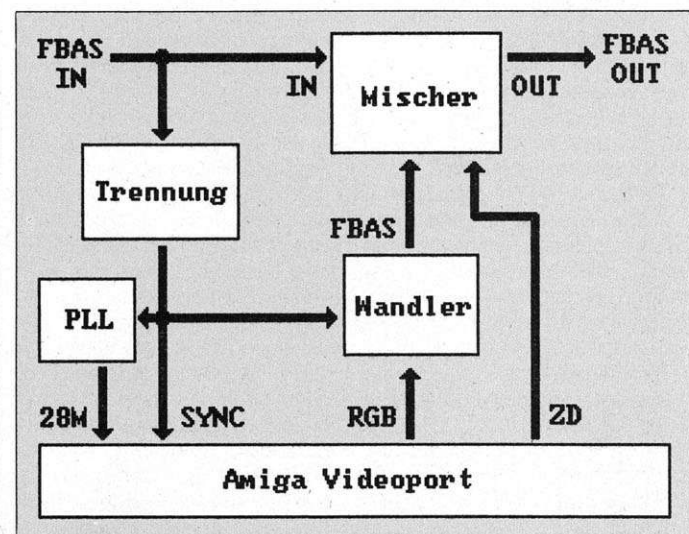 FBAS
IN
IN
Mischer
OUT
FBAS
OUT
Trennung
FBAS
PLL
Wandler
28M
SYNC
RGB
ZD
Amiga Videoport